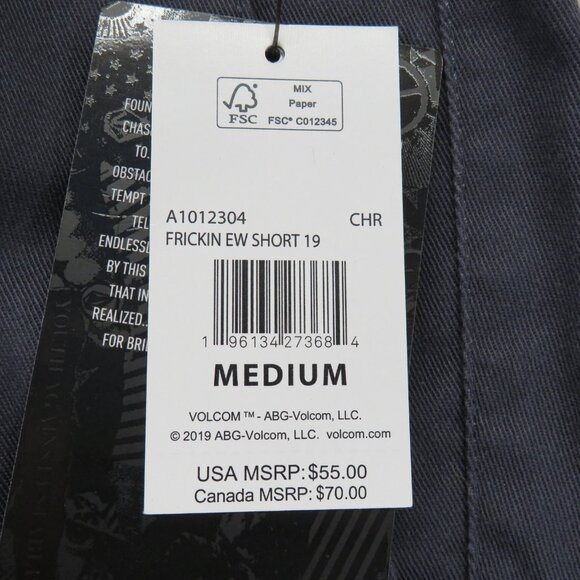 MIX
Paper
FSC
FSC® C012345
A1012304 CHR
FRICKIN EW SHORT 19
1 96134 27368 4
MEDIUM
VOLCOM ™ - ABG-Volcom, LLC.
© 2019 ABG-Volcom, LLC. volcom.com
USA MSRP: $55.00
Canada MSRP: $70.00
FOUN
CHAS
TO.
OBSTAC
TEMPT
TEL
ENDLESSL
BY THIS
THAT IN
REALIZED..
FOR BRI